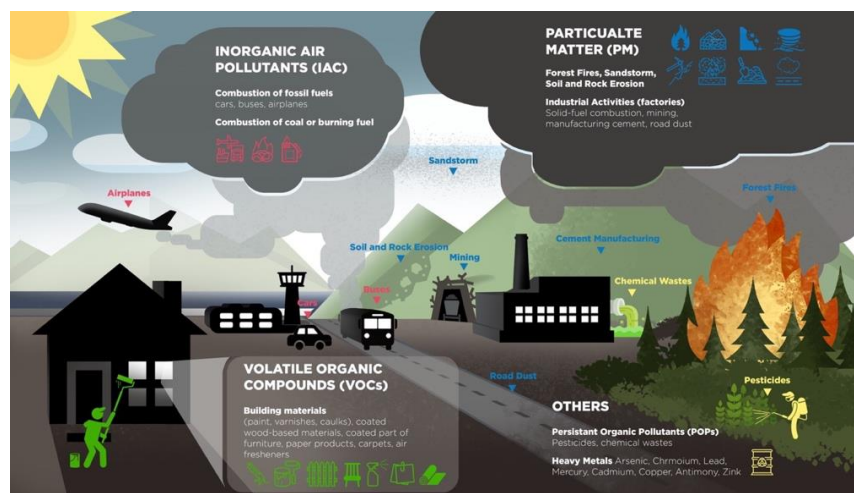 INORGANIC AIR
POLLUTANTS (IAC)
Combustion of fossil fuels
cars, buses, airplanes
Combustion of coal or burning fuel
PARTICUALTE
MATTER (PM)
Forest Fires, Sandstorm,
Soil and Rock Erosion
Industrial Activities (factories)
Solid-fuel combustion, mining,
manufacturing cement, road dust
Sandstorm
Airplanes
Forest Fires
Soil and Rock Erosion
Mining
Cement Manufacturing
Chemical Wastes
Cars
Buses
Road Dust
Pesticides
VOLATILE ORGANIC
COMPOUNDS (VOCs)
Building materials
(paint, varnishes, caulks), coated
wood-based materials, coated part of
furniture, paper products, carpets, air
fresheners
OTHERS
Persistant Organic Pollutants (POPs)
Pesticides, chemical wastes
Heavy Metals Arsenic, Chrmoium, Lead,
Mercury, Cadmium, Copper, Antimony, Zink